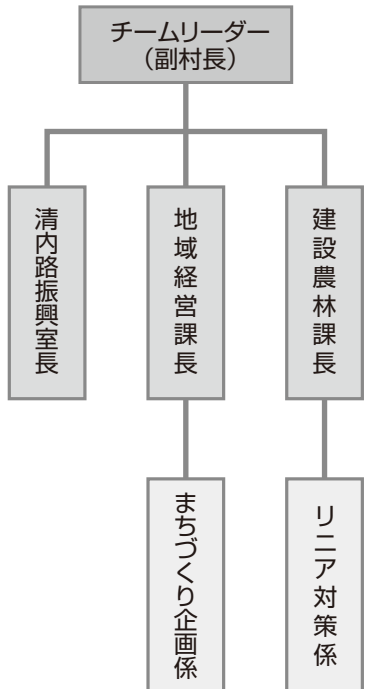 チームリーダー
（副村長）
清内路振興室長
地域経営課長
建設農林課長
まちづくり企画係
リニア対策係